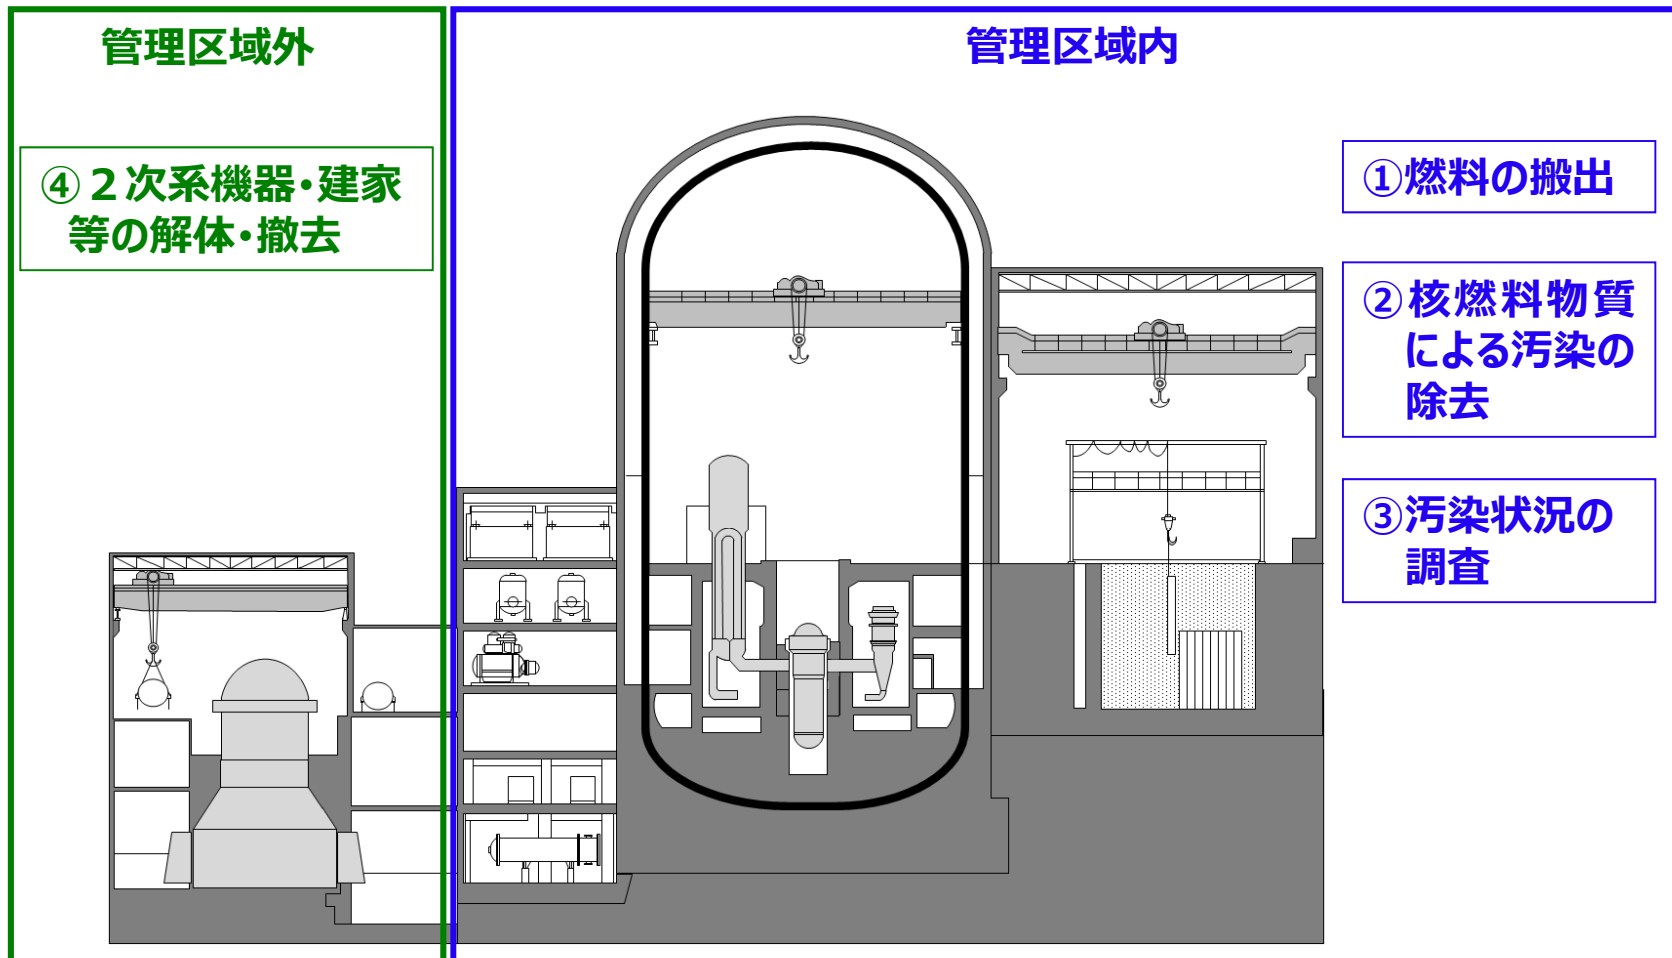 管理区域外
管理区域内
④２次系機器・建家
等の解体・撤去
①燃料の搬出
②核燃料物質
による汚染の
除去
③汚染状況の
調査